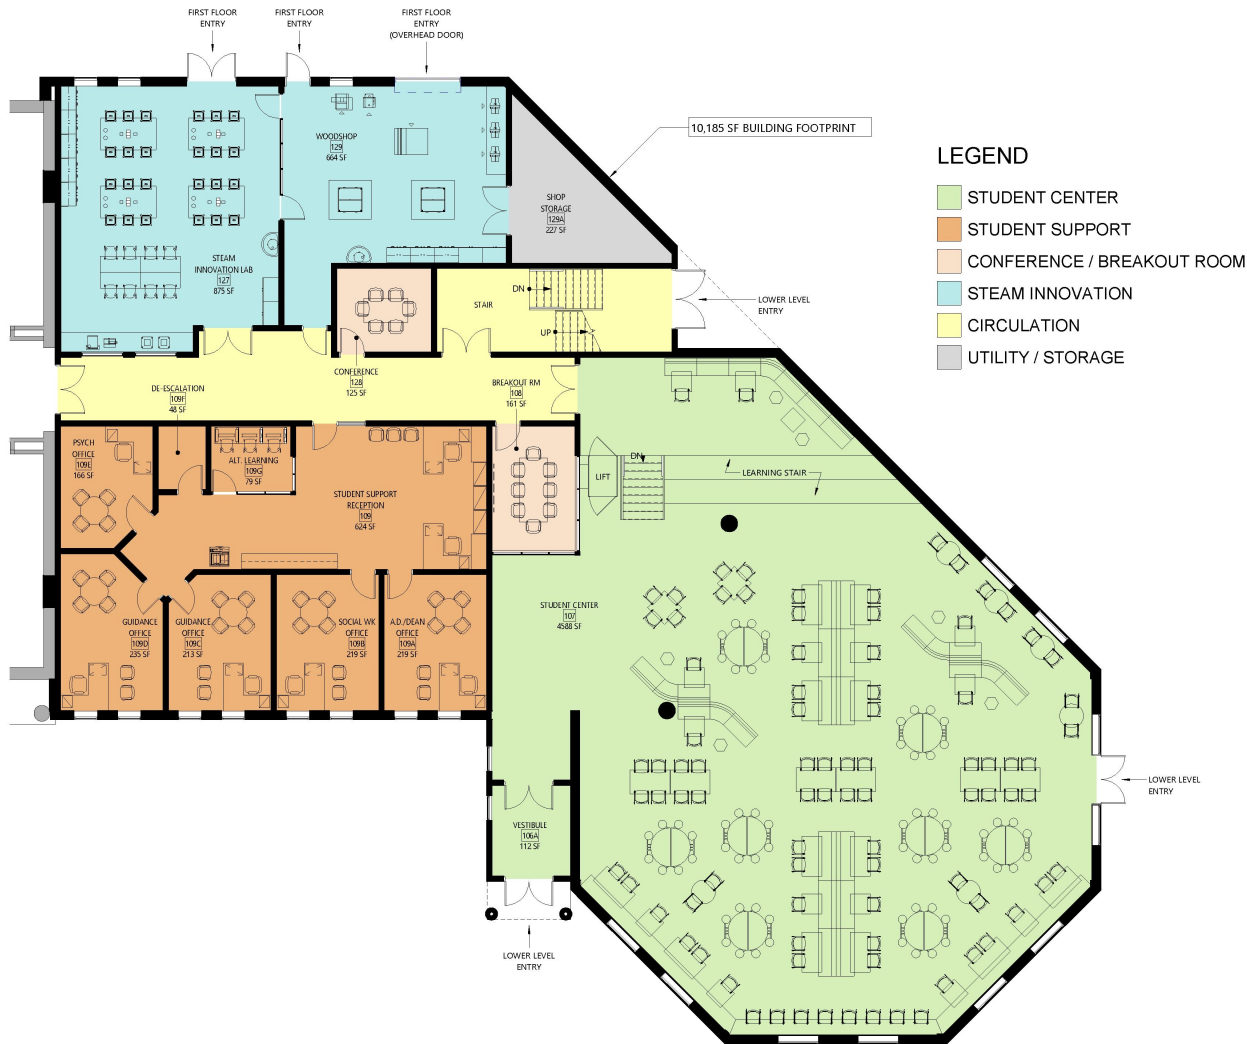 FIRST FLOOR
ENTRY
FIRST FLOOR
ENTRY
FIRST FLOOR
ENTRY
(OVERHEAD DOOR)
10,185 SF BUILDING FOOTPRINT
WOODSHOP
129
664 SF
SHOP
STORAGE
129A
227 SF
STEAM
INNOVATION LAB
127
875 SF
DN
STAIR
UP
LOWER LEVEL
ENTRY
CONFERENCE
128
125 SF
DE-ESCALATION
109F
48 SF
BREAKOUT RM
108
161 SF
PSYCH
OFFICE
109E
166 SF
ALT. LEARNING
109G
79 SF
STUDENT SUPPORT
RECEPTION
109
624 SF
DN
LIFT
LEARNING STAIR
GUIDANCE
OFFICE
109D
235 SF
GUIDANCE
OFFICE
109C
213 SF
SOCIAL WK
OFFICE
109B
219 SF
A.D./DEAN
OFFICE
109A
219 SF
STUDENT CENTER
107
4588 SF
LOWER LEVEL
ENTRY
VESTIBULE
106A
112 SF
LOWER LEVEL
ENTRY
LEGEND
STUDENT CENTER
STUDENT SUPPORT
CONFERENCE / BREAKOUT ROOM
STEAM INNOVATION
CIRCULATION
UTILITY / STORAGE